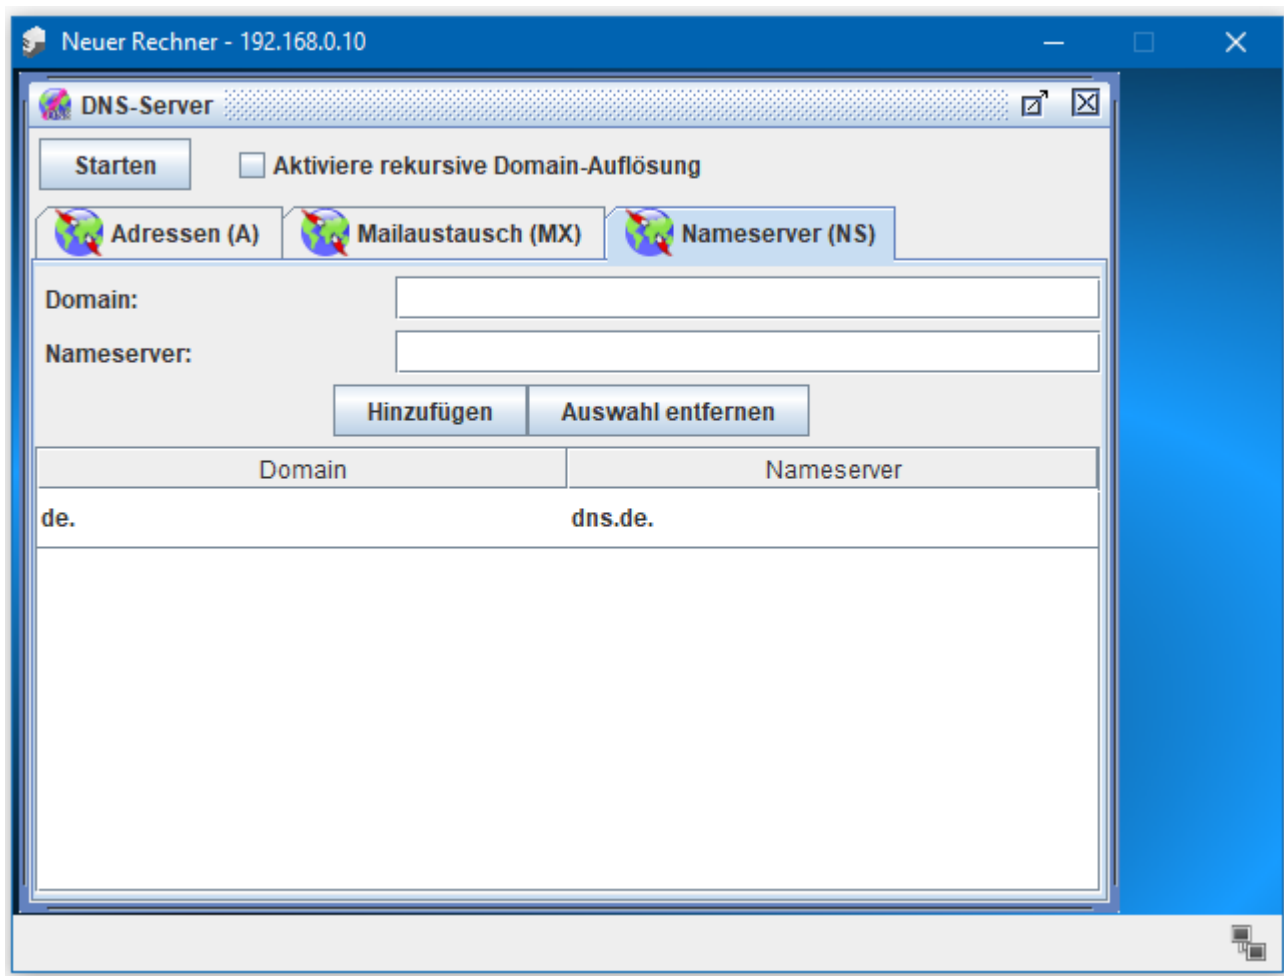 Neuer Rechner - 192.168.0.10
DNS-Server
Starten Aktiviere rekursive Domain-Auflösung
Adressen (A) Mailaustausch (MX) Nameserver (NS)
Domain:
Nameserver:
Hinzufügen Auswahl entfernen
Domain Nameserver
de. dns.de.